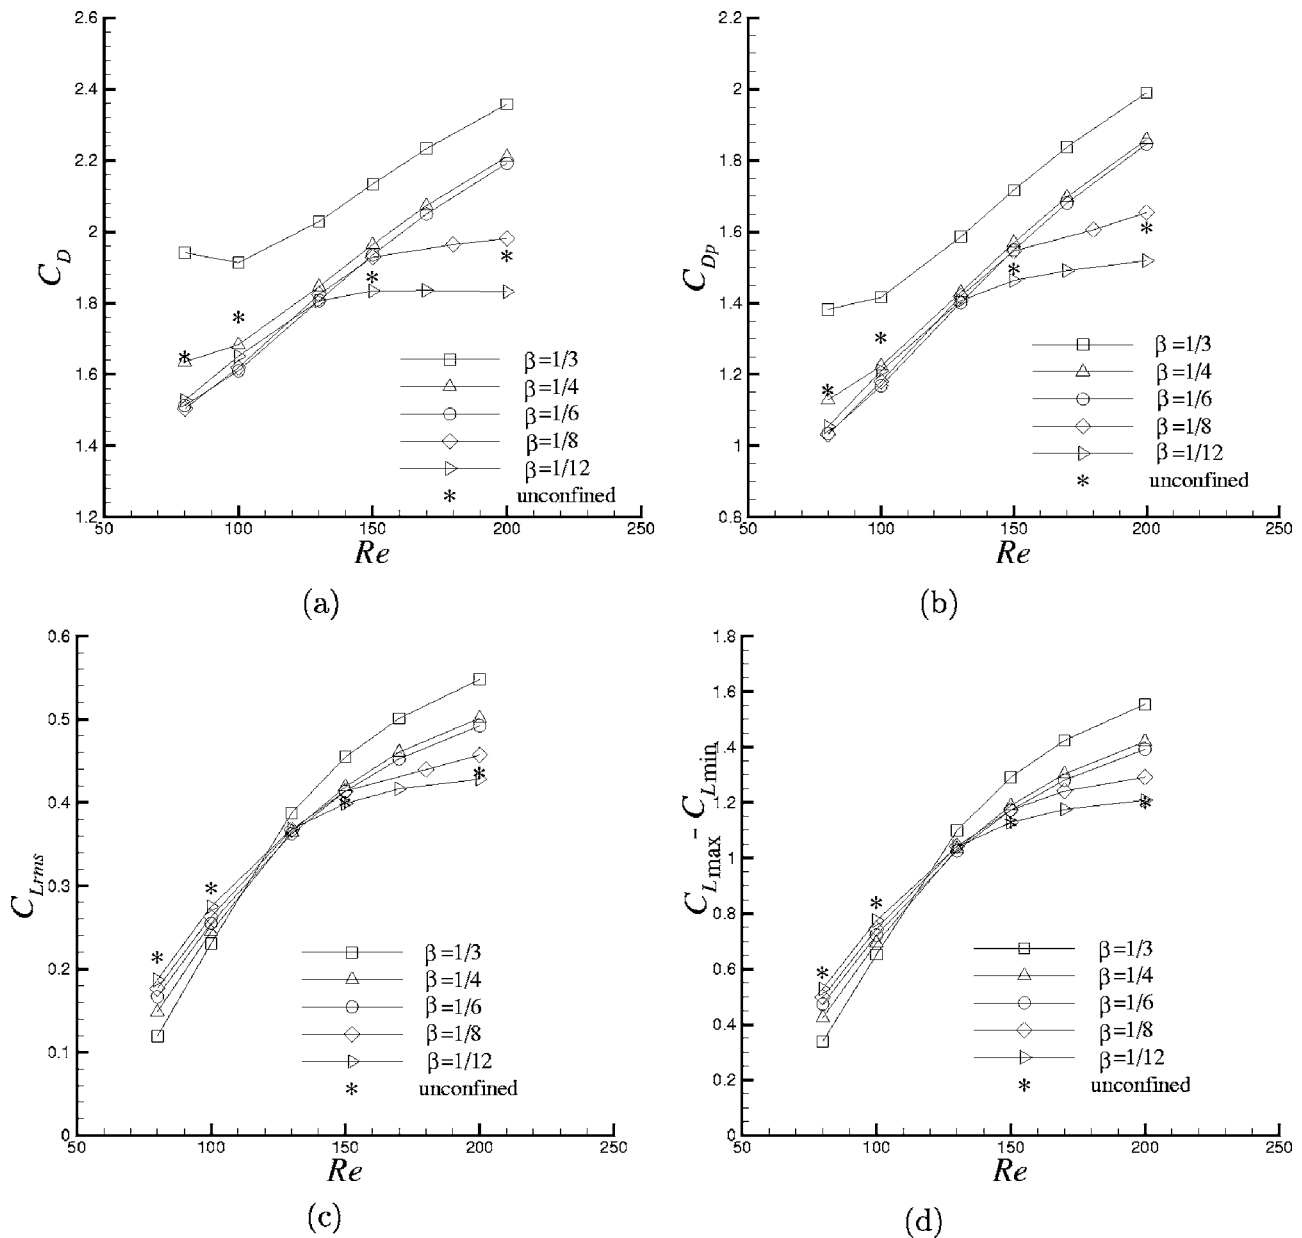 2.6
2.4
2.2
2
1.8
1.6
1.4
1.2
C_D
50 100 150 200 250
Re
β=1/3
β=1/4
β=1/6
β=1/8
β=1/12
* unconfined
(a)
2.2
2
1.8
1.6
1.4
1.2
1
0.8
C_Dp
50 100 150 200 250
Re
β=1/3
β=1/4
β=1/6
β=1/8
β=1/12
* unconfined
(b)
0.6
0.5
0.4
0.3
0.2
0.1
0
C_Lrms
50 100 150 200 250
Re
β=1/3
β=1/4
β=1/6
β=1/8
β=1/12
* unconfined
(c)
1.8
1.6
1.4
1.2
1
0.8
0.6
0.4
0.2
0
C_Lmax - C_Lmin
50 100 150 200 250
Re
β=1/3
β=1/4
β=1/6
β=1/8
β=1/12
* unconfined
(d)